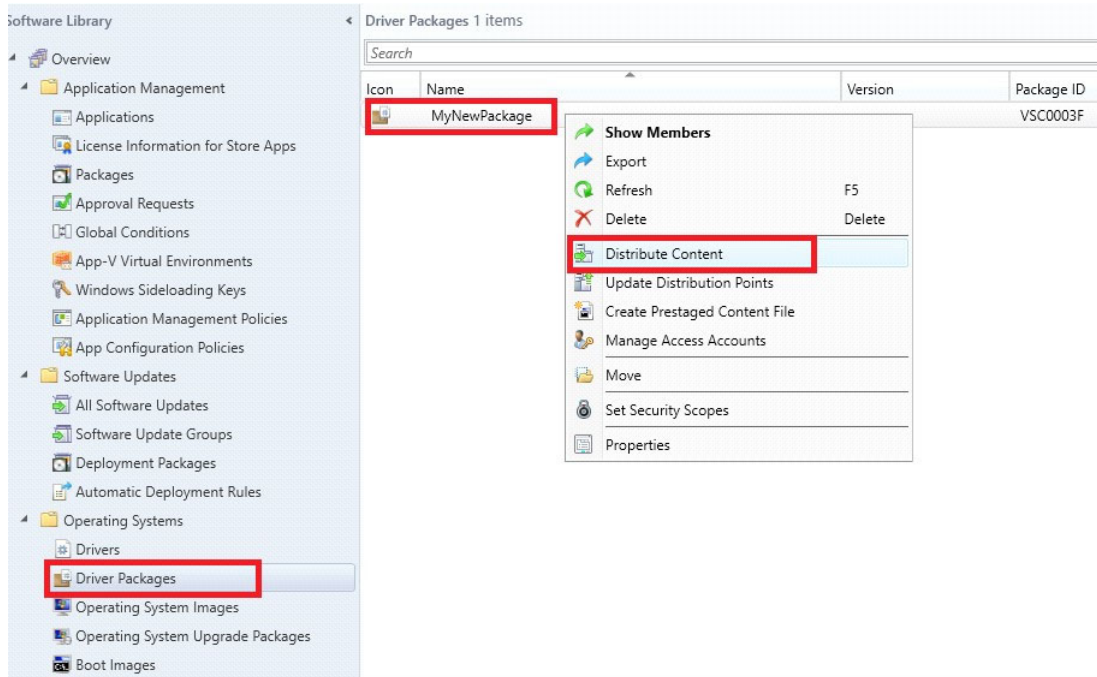 Software Library
Driver Packages 1 items
Overview
Application Management
Applications
License Information for Store Apps
Packages
Approval Requests
Global Conditions
App-V Virtual Environments
Windows Sideloading Keys
Application Management Policies
App Configuration Policies
Software Updates
All Software Updates
Software Update Groups
Deployment Packages
Automatic Deployment Rules
Operating Systems
Drivers
Driver Packages
Operating System Images
Operating System Upgrade Packages
Boot Images
Search
Icon Name Version Package ID
MyNewPackage VSC0003F
Show Members
Export
Refresh F5
Delete Delete
Distribute Content
Update Distribution Points
Create Prestaged Content File
Manage Access Accounts
Move
Set Security Scopes
Properties